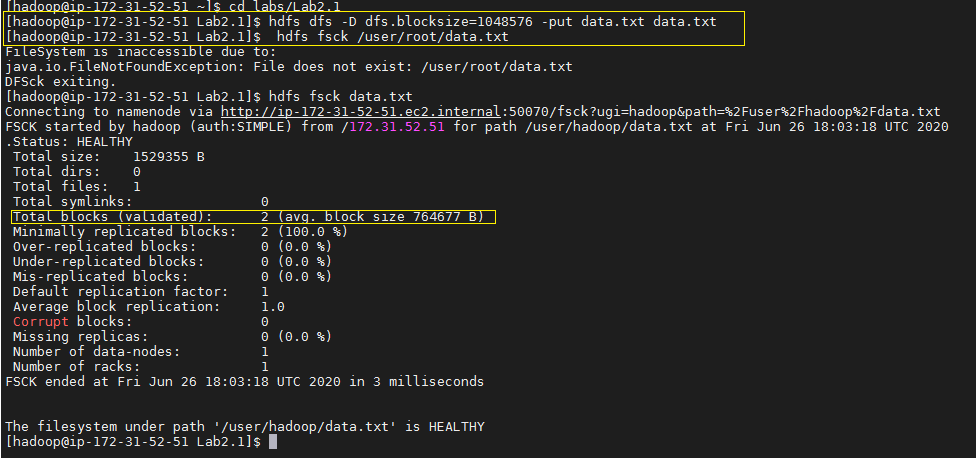 [hadoop@ip-172-31-52-51 ~]$ cd labs/Lab2.1
[hadoop@ip-172-31-52-51 Lab2.1]$ hdfs dfs -D dfs.blocksize=1048576 -put data.txt data.txt
[hadoop@ip-172-31-52-51 Lab2.1]$  hdfs fsck /user/root/data.txt
FileSystem is inaccessible due to:
java.io.FileNotFoundException: File does not exist: /user/root/data.txt
DFSck exiting.
[hadoop@ip-172-31-52-51 Lab2.1]$ hdfs fsck data.txt
Connecting to namenode via http://ip-172-31-52-51.ec2.internal:50070/fsck?ugi=hadoop&path=%2Fuser%2Fhadoop%2Fdata.txt
FSCK started by hadoop (auth:SIMPLE) from /172.31.52.51 for path /user/hadoop/data.txt at Fri Jun 26 18:03:18 UTC 2020
.Status: HEALTHY
 Total size:    1529355 B
 Total dirs:    0
 Total files:   1
 Total symlinks:                0
 Total blocks (validated):      2 (avg. block size 764677 B)
 Minimally replicated blocks:   2 (100.0 %)
 Over-replicated blocks:        0 (0.0 %)
 Under-replicated blocks:       0 (0.0 %)
 Mis-replicated blocks:         0 (0.0 %)
 Default replication factor:    1
 Average block replication:     1.0
 Corrupt blocks:                0
 Missing replicas:              0 (0.0 %)
 Number of data-nodes:          1
 Number of racks:               1
FSCK ended at Fri Jun 26 18:03:18 UTC 2020 in 3 milliseconds
The filesystem under path '/user/hadoop/data.txt' is HEALTHY
[hadoop@ip-172-31-52-51 Lab2.1]$